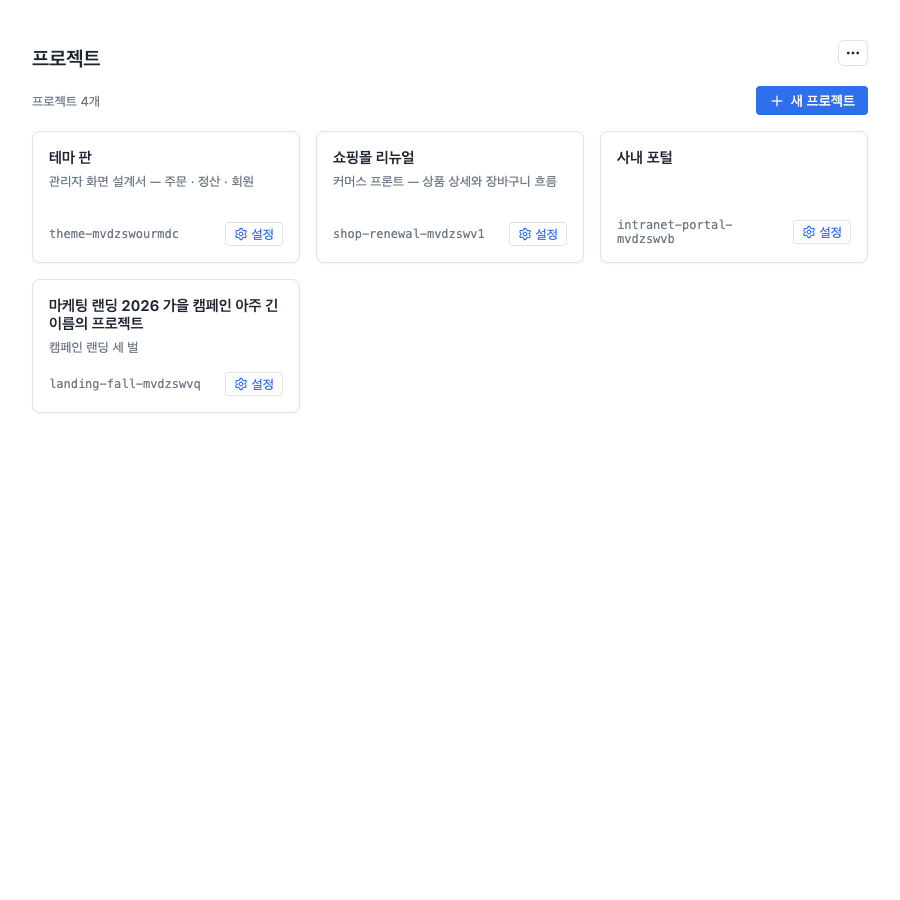 프로젝트
프로젝트 4개
새 프로젝트
테마 판
관리자 화면 설계서 — 주문 · 정산 · 회원
theme-mvdzswourmdc
설정
쇼핑몰 리뉴얼
커머스 프론트 — 상품 상세와 장바구니 흐름
shop-renewal-mvdzswv1
설정
사내 포털
intranet-portal-
mvdzswvb
설정
마케팅 랜딩 2026 가을 캠페인 아주 긴
이름의 프로젝트
캠페인 랜딩 세 벌
landing-fall-mvdzswvq
설정